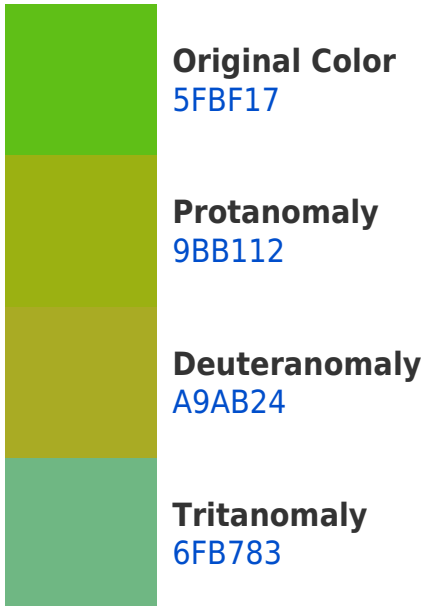 Original Color
5FBF17
Protanomaly
9BB112
Deuteranomaly
A9AB24
Tritanomaly
6FB783